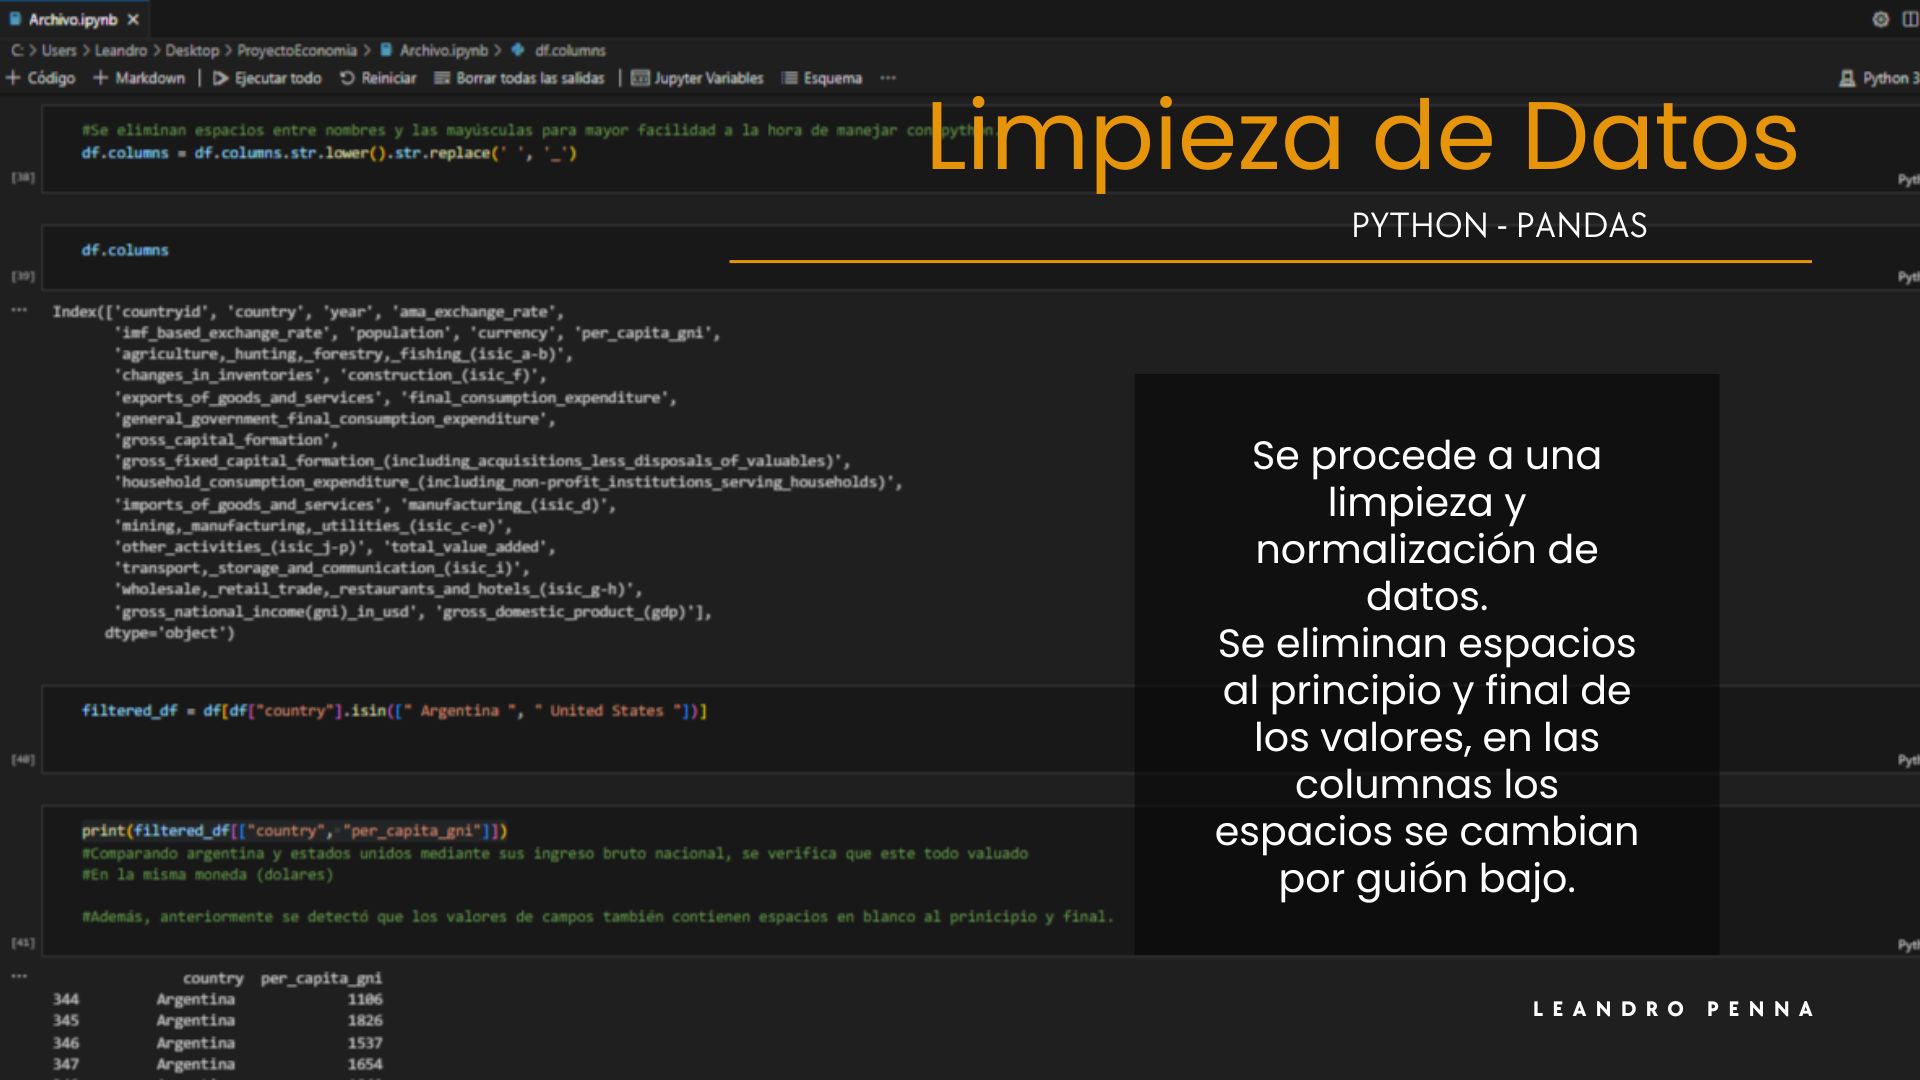 Archivo.ipynb
C: > Users > Leandro > Desktop > ProyectoEconomia > Archivo.ipynb > df.columns
+ Código + Markdown | Ejecutar todo Reiniciar Borrar todas las salidas | Jupyter Variables Esquema ···
Python 3
Limpieza de Datos
PYTHON - PANDAS
#Se eliminan espacios entre nombres y las mayúsculas para mayor facilidad a la hora de manejar con python.
df.columns = df.columns.str.lower().str.replace(' ', '_')
[38]
Pyth
df.columns
[39]
Pyth
Index(['countryid', 'country', 'year', 'ama_exchange_rate',
'imf_based_exchange_rate', 'population', 'currency', 'per_capita_gni',
'agriculture,_hunting,_forestry,_fishing_(isic_a-b)',
'changes_in_inventories', 'construction_(isic_f)',
'exports_of_goods_and_services', 'final_consumption_expenditure',
'general_government_final_consumption_expenditure',
'gross_capital_formation',
'gross_fixed_capital_formation_(including_acquisitions_less_disposals_of_valuables)',
'household_consumption_expenditure_(including_non-profit_institutions_serving_households)',
'imports_of_goods_and_services', 'manufacturing_(isic_d)',
'mining,_manufacturing,_utilities_(isic_c-e)',
'other_activities_(isic_j-p)', 'total_value_added',
'transport,_storage_and_communication_(isic_i)',
'wholesale,_retail_trade,_restaurants_and_hotels_(isic_g-h)',
'gross_national_income(gni)_in_usd', 'gross_domestic_product_(gdp)'],
dtype='object')
filtered_df = df[df["country"].isin([" Argentina ", " United States "])]
[40]
Pyth
print(filtered_df[["country", "per_capita_gni"]])
#Comparando argentina y estados unidos mediante sus ingreso bruto nacional, se verifica que este todo valuado
#En la misma moneda (dolares)
#Además, anteriormente se detectó que los valores de campos también contienen espacios en blanco al prinicipio y final.
[41]
Pyth
country per_capita_gni
344 Argentina 1106
345 Argentina 1826
346 Argentina 1537
347 Argentina 1654
Se procede a una
limpieza y
normalización de
datos.
Se eliminan espacios
al principio y final de
los valores, en las
columnas los
espacios se cambian
por guión bajo.
LEANDRO PENNA